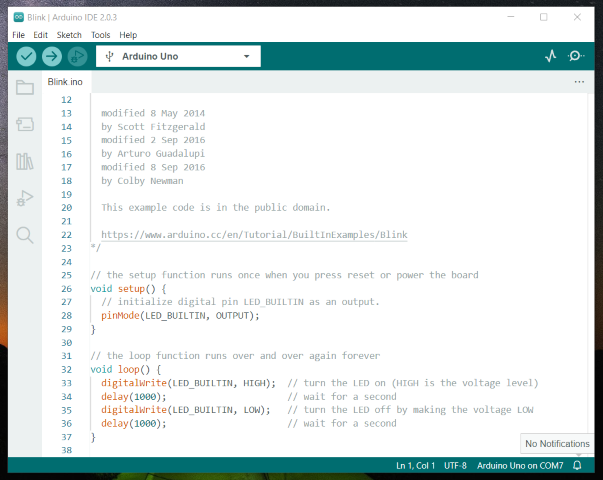 Blink | Arduino IDE 2.0.3
File Edit Sketch Tools Help
Arduino Uno
Blink ino
12
13 modified 8 May 2014
14 by Scott Fitzgerald
15 modified 2 Sep 2016
16 by Arturo Guadalupi
17 modified 8 Sep 2016
18 by Colby Newman
19
20 This example code is in the public domain.
21
22 https://www.arduino.cc/en/Tutorial/BuiltInExamples/Blink
23 */
24
25 // the setup function runs once when you press reset or power the board
26 void setup() {
27 // initialize digital pin LED_BUILTIN as an output.
28 pinMode(LED_BUILTIN, OUTPUT);
29 }
30
31 // the loop function runs over and over again forever
32 void loop() {
33 digitalWrite(LED_BUILTIN, HIGH); // turn the LED on (HIGH is the voltage level)
34 delay(1000); // wait for a second
35 digitalWrite(LED_BUILTIN, LOW); // turn the LED off by making the voltage LOW
36 delay(1000); // wait for a second
37 }
38
No Notifications
Ln 1, Col 1 UTF-8 Arduino Uno on COM7